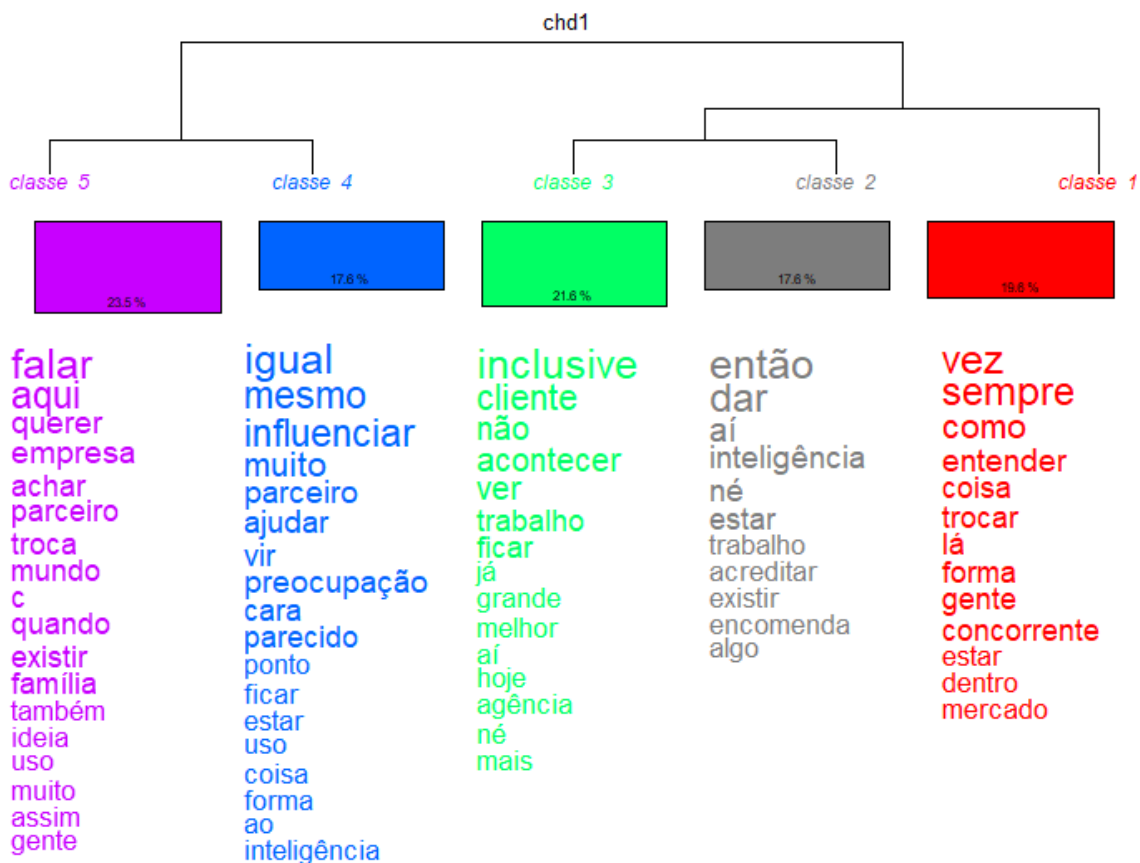 chd1
classe 5
classe 4
classe 3
classe 2
classe 1
23.5 %
17.6 %
21.6 %
17.6 %
19.6 %
falar
aqui
querer
empresa
achar
parceiro
troca
mundo
c
quando
existir
família
também
ideia
uso
muito
assim
gente
igual
mesmo
influenciar
muito
parceiro
ajudar
vir
preocupação
cara
parecido
ponto
ficar
estar
uso
coisa
forma
ao
inteligência
inclusive
cliente
não
acontecer
ver
trabalho
ficar
já
grande
melhor
aí
hoje
agência
né
mais
então
dar
aí
inteligência
né
estar
trabalho
acreditar
existir
encomenda
algo
vez
sempre
como
entender
coisa
trocar
lá
forma
gente
concorrente
estar
dentro
mercado